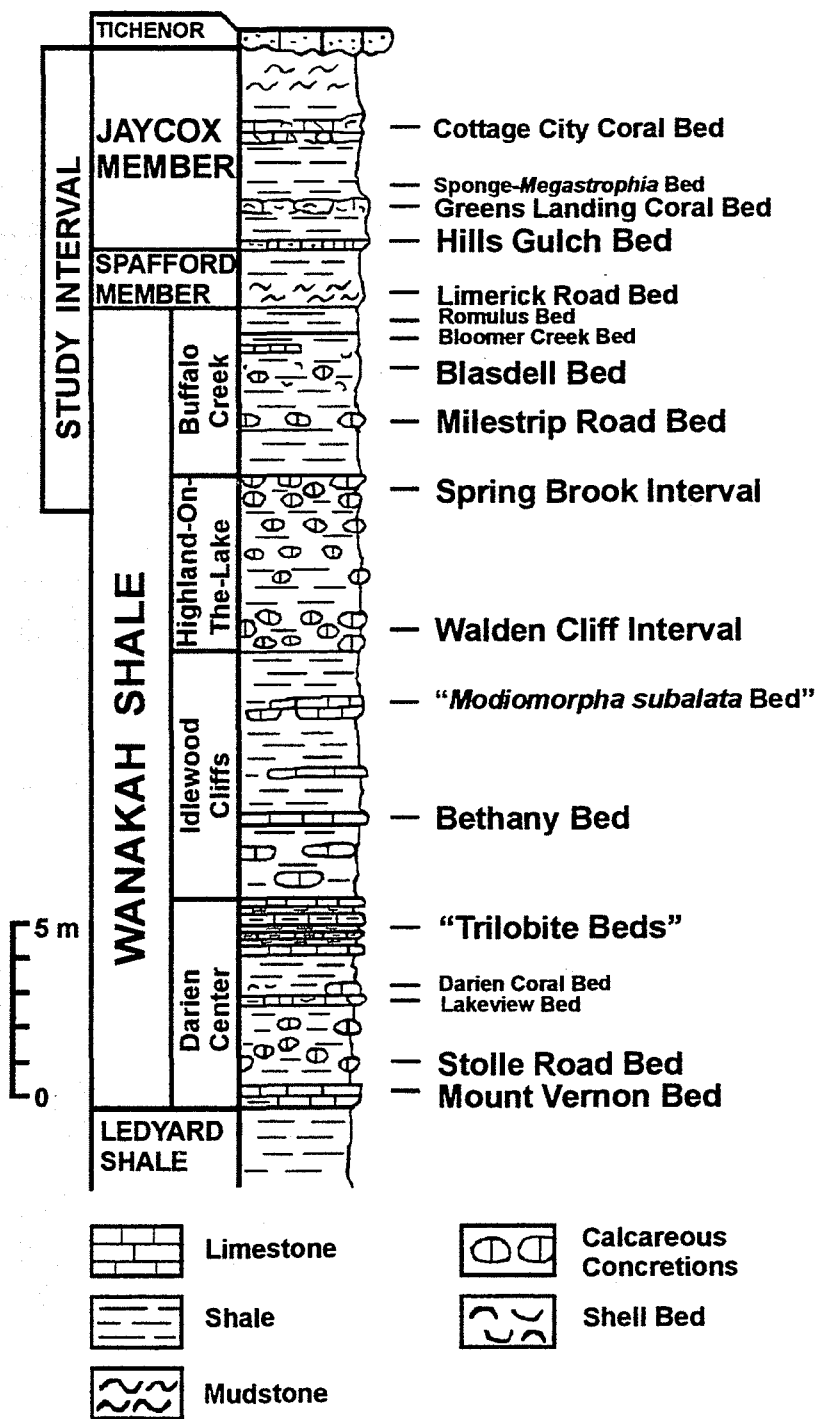 TICHENOR
STUDY INTERVAL
JAYCOX
MEMBER
Cottage City Coral Bed
Sponge-Megastrophia Bed
Greens Landing Coral Bed
Hills Gulch Bed
SPAFFORD
MEMBER
Limerick Road Bed
Romulus Bed
Bloomer Creek Bed
WANAKAH SHALE
Buffalo
Creek
Blasdell Bed
Milestrip Road Bed
Highland-On-
The-Lake
Spring Brook Interval
Walden Cliff Interval
Idlewood
Cliffs
“Modiomorpha subalata Bed”
Bethany Bed
Darien
Center
“Trilobite Beds”
Darien Coral Bed
Lakeview Bed
Stolle Road Bed
Mount Vernon Bed
5 m
0
LEDYARD
SHALE
Limestone
Shale
Mudstone
Calcareous
Concretions
Shell Bed